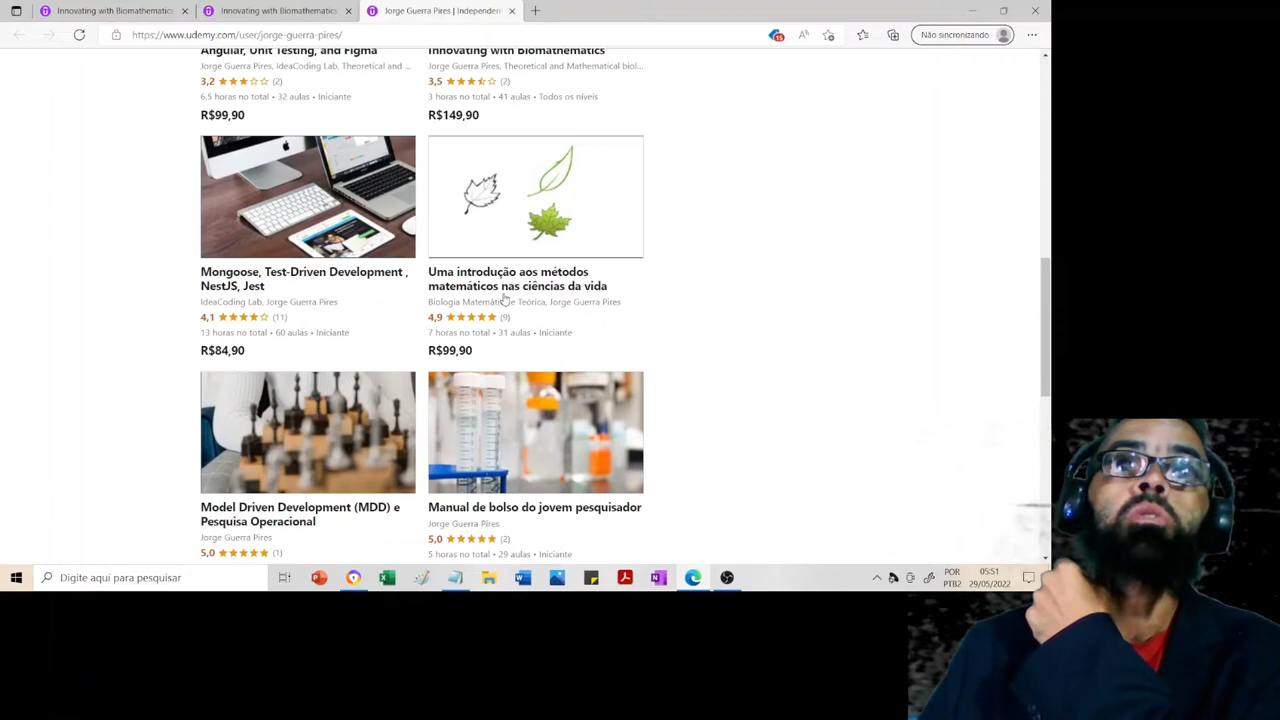 Innovating with Biomathematics
Innovating with Biomathematics
Jorge Guerra Pires | Independent
https://www.udemy.com/user/jorge-guerra-pires/
15
Não sincronizando
Angular, Unit Testing, and Figma
Jorge Guerra Pires, IdeaCoding Lab, Theoretical and ...
3,2 (2)
6,5 horas no total • 32 aulas • Iniciante
R$99,90
Innovating with Biomathematics
Jorge Guerra Pires, Theoretical and Mathematical biol...
3,5 (2)
3 horas no total • 41 aulas • Todos os níveis
R$149,90
Mongoose, Test-Driven Development ,
NestJS, Jest
IdeaCoding Lab, Jorge Guerra Pires
4,1 (11)
13 horas no total • 60 aulas • Iniciante
R$84,90
Uma introdução aos métodos
matemáticos nas ciências da vida
Biologia Matemátic e Teórica, Jorge Guerra Pires
4,9 (9)
7 horas no total • 31 aulas • Iniciante
R$99,90
Model Driven Development (MDD) e
Pesquisa Operacional
Jorge Guerra Pires
5,0 (1)
Manual de bolso do jovem pesquisador
Jorge Guerra Pires
5,0 (2)
5 horas no total • 29 aulas • Iniciante
Digite aqui para pesquisar
POR
PTB2
05:51
29/05/2022